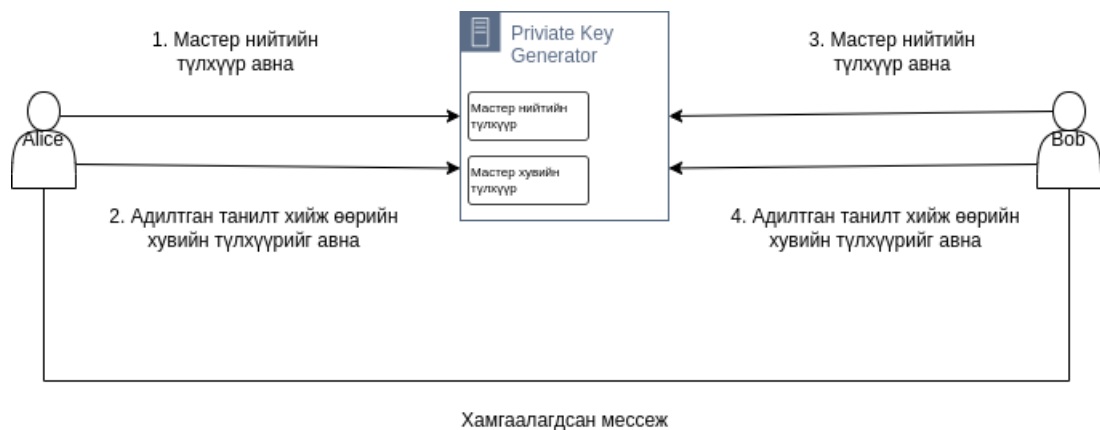 1. Мастер нийтийн
түлхүүр авна
Priviate Key
Generator
3. Мастер нийтийн
түлхүүр авна
Мастер нийтийн
түлхүүр
Alice
Bob
Мастер хувийн
түлхүүр
2. Адилтган танилт хийж өөрийн
хувийн түлхүүрийг авна
4. Адилтган танилт хийж өөрийн
хувийн түлхүүрийг авна
Хамгаалагдсан мессеж